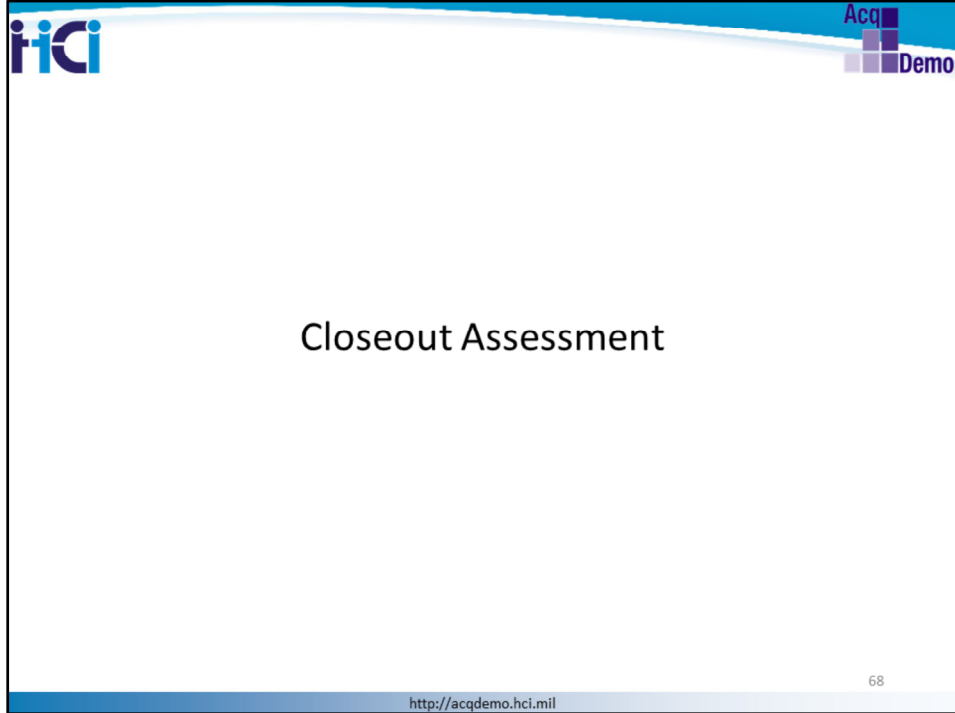 HCi
Acq
Demo
Closeout Assessment
68
http://acqdemo.hci.mil